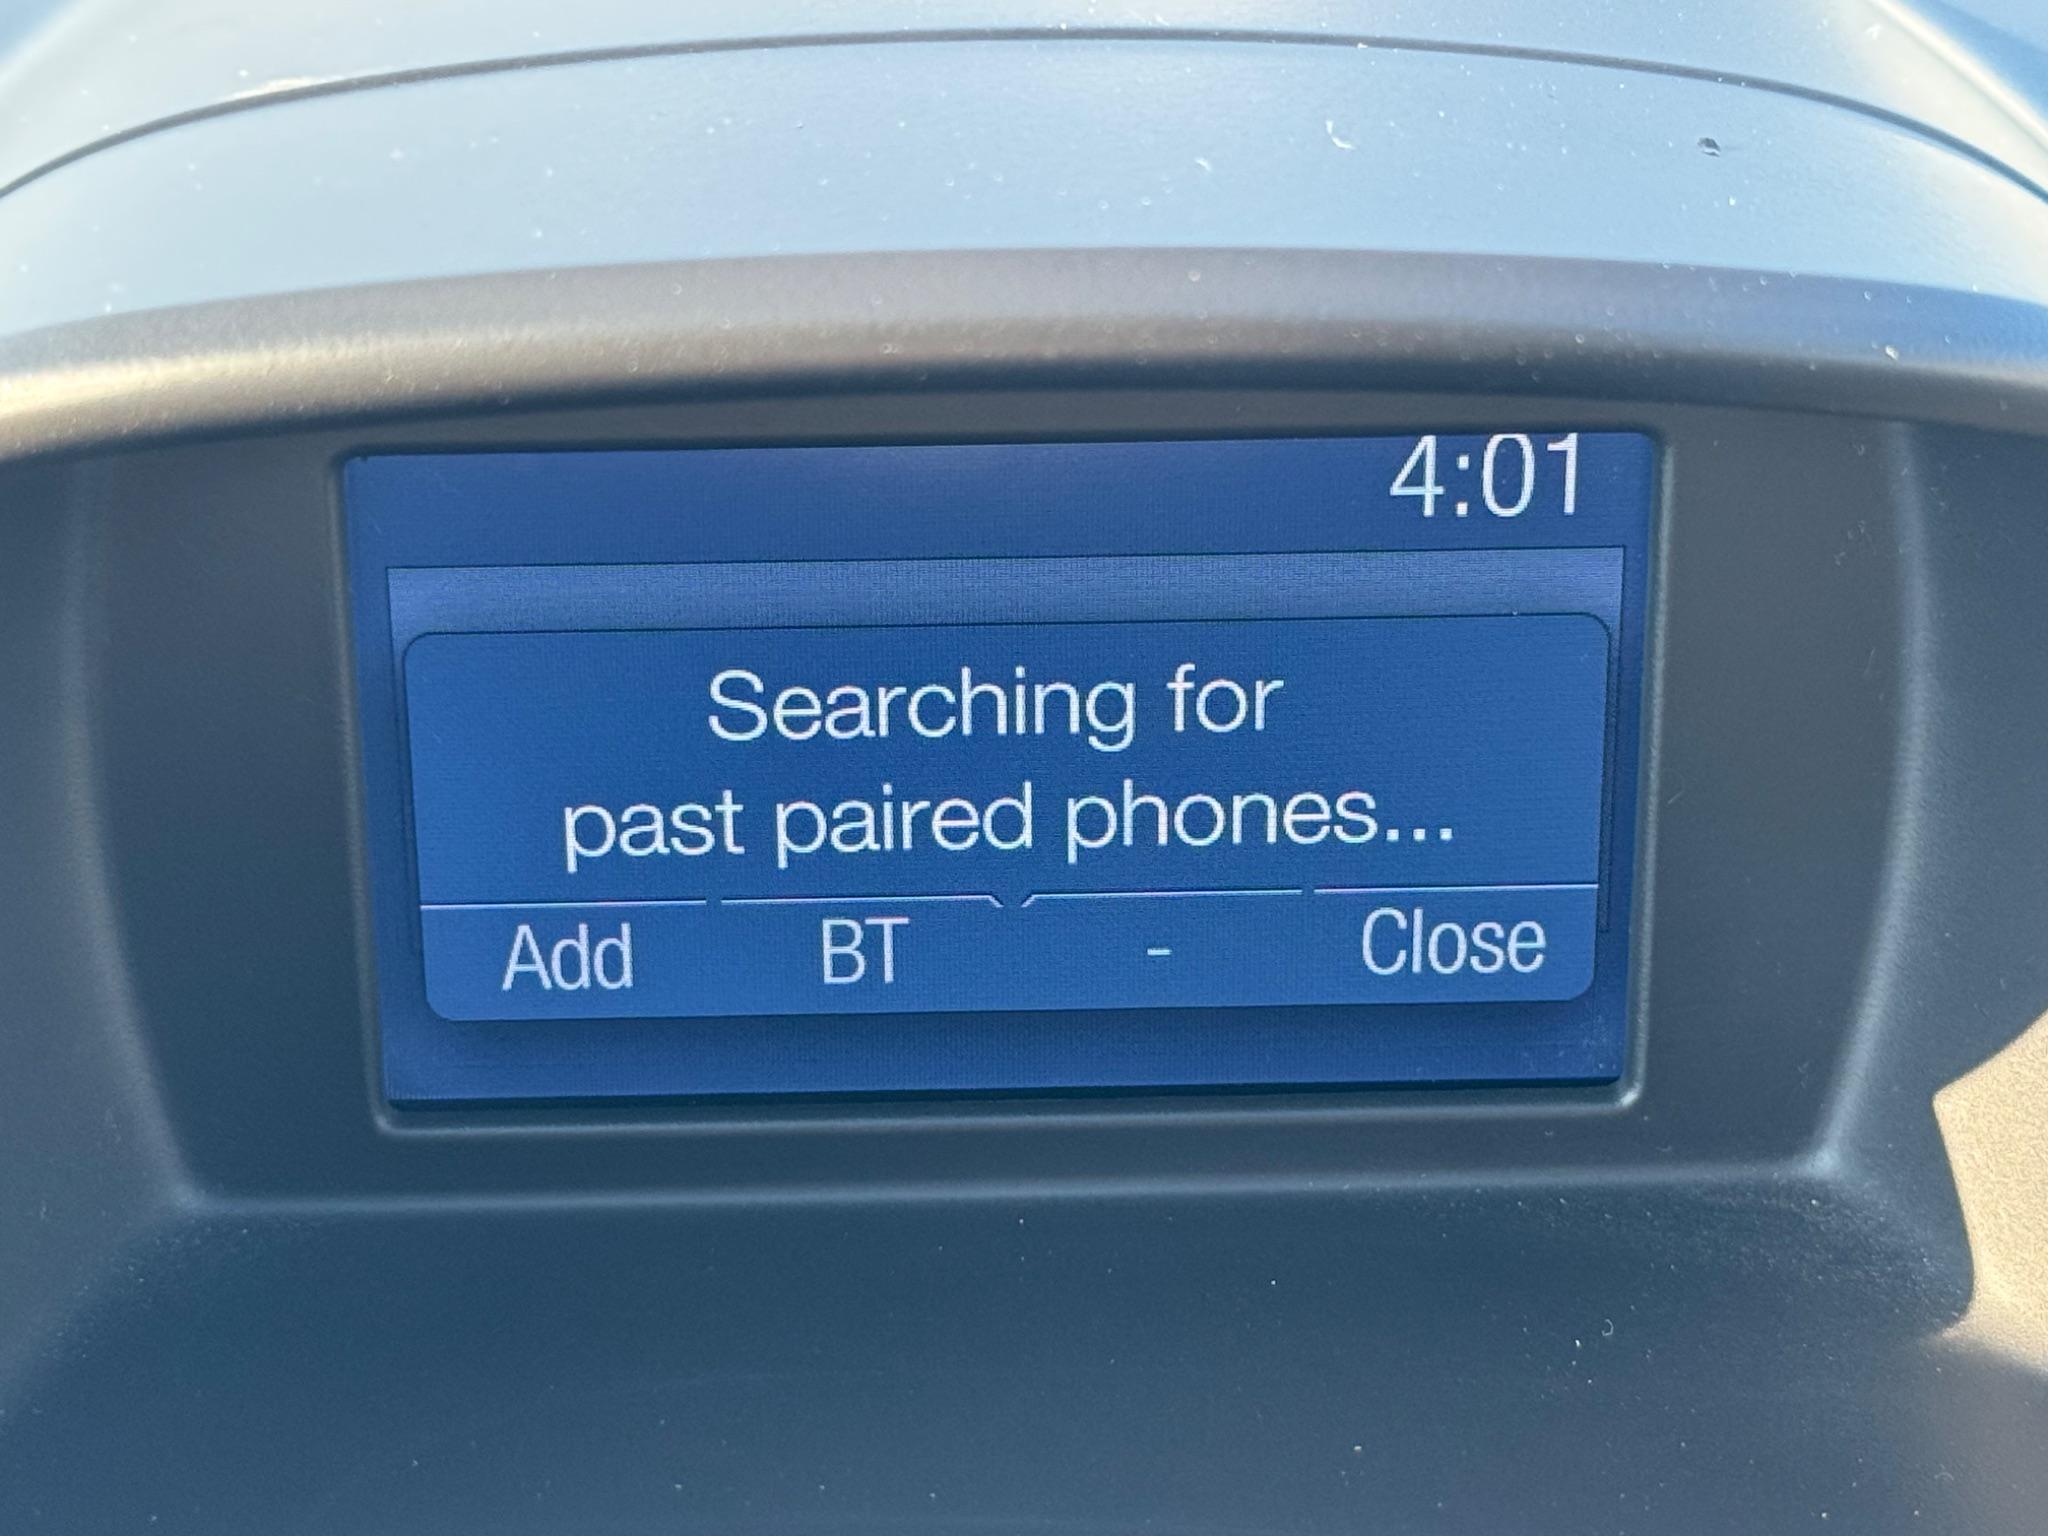 4:01
Searching for
past paired phones...
Add BT - Close